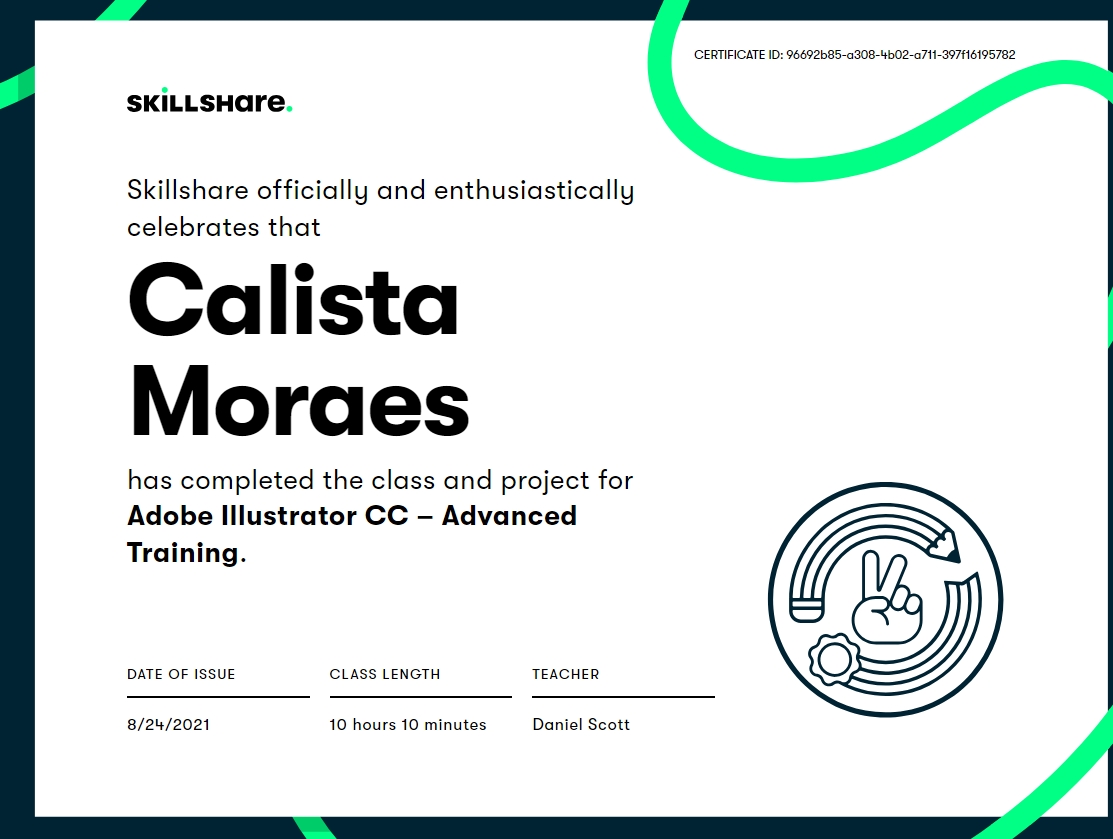 CERTIFICATE ID: 96692b85-a308-4b02-a711-397f16195782
SKILLSHare.
Skillshare officially and enthusiastically
celebrates that
Calista
Moraes
has completed the class and project for
Adobe Illustrator CC – Advanced
Training.
DATE OF ISSUE CLASS LENGTH TEACHER
8/24/2021 10 hours 10 minutes Daniel Scott